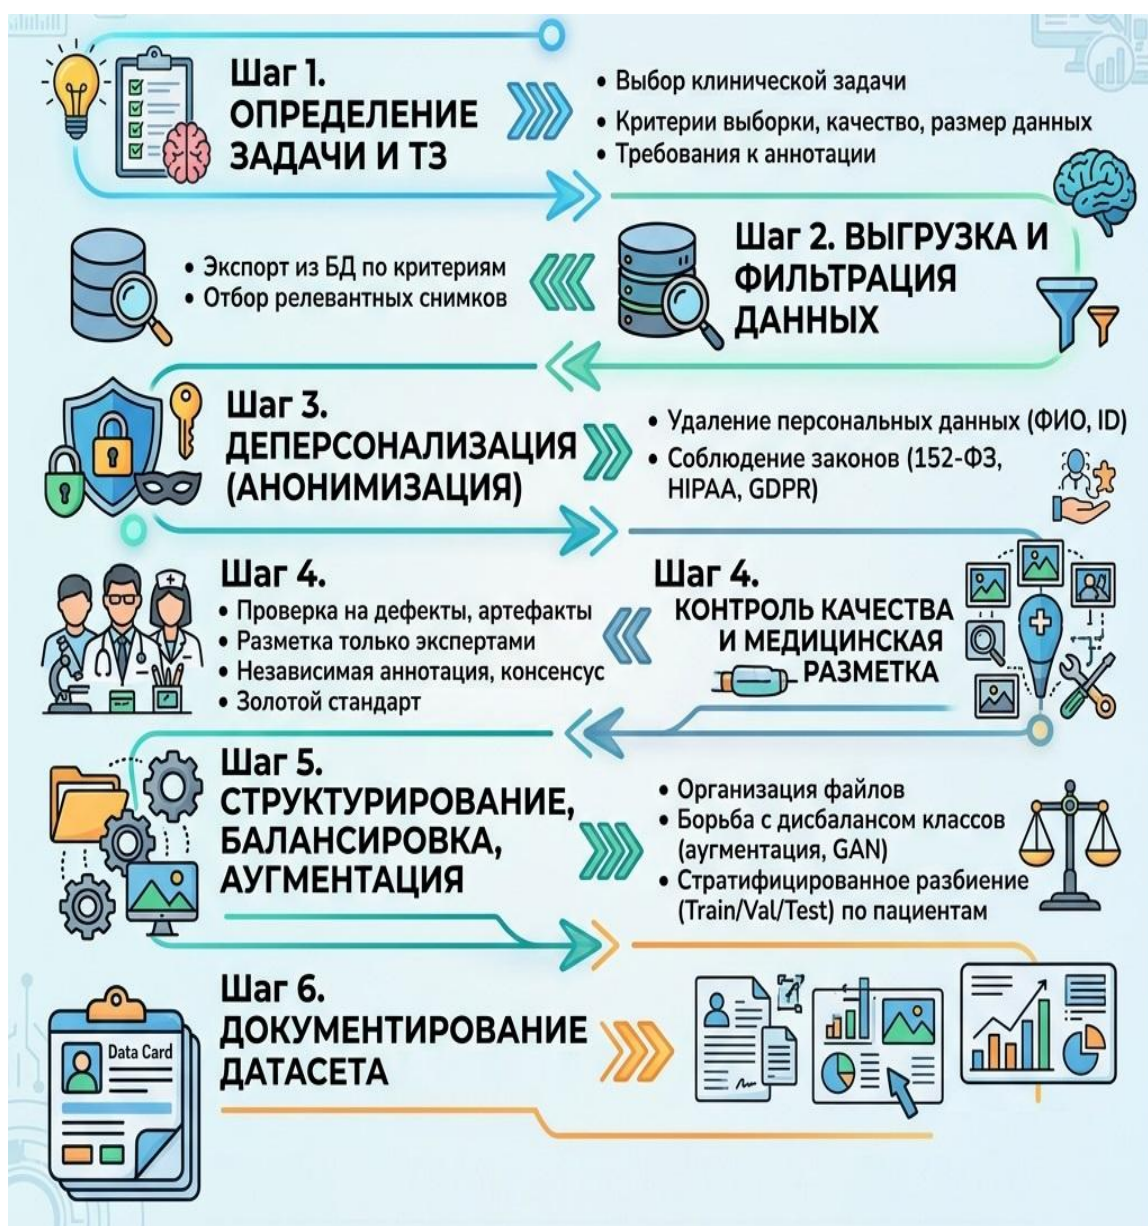 Шаг 1.
ОПРЕДЕЛЕНИЕ
ЗАДАЧИ И ТЗ
• Выбор клинической задачи
• Критерии выборки, качество, размер данных
• Требования к аннотации
Шаг 2. ВЫГРУЗКА И
ФИЛЬТРАЦИЯ
ДАННЫХ
• Экспорт из БД по критериям
• Отбор релевантных снимков
Шаг 3.
ДЕПЕРСОНАЛИЗАЦИЯ
(АНОНИМИЗАЦИЯ)
• Удаление персональных данных (ФИО, ID)
• Соблюдение законов (152-ФЗ,
HIPAA, GDPR)
Шаг 4.
• Проверка на дефекты, артефакты
• Разметка только экспертами
• Независимая аннотация, консенсус
• Золотой стандарт
Шаг 4.
КОНТРОЛЬ КАЧЕСТВА
И МЕДИЦИНСКАЯ
РАЗМЕТКА
Шаг 5.
СТРУКТУРИРОВАНИЕ,
БАЛАНСИРОВКА,
АУГМЕНТАЦИЯ
• Организация файлов
• Борьба с дисбалансом классов
(аугментация, GAN)
• Стратифицированное разбиение
(Train/Val/Test) по пациентам
Шаг 6.
ДОКУМЕНТИРОВАНИЕ
ДАТАСЕТА
Data Card